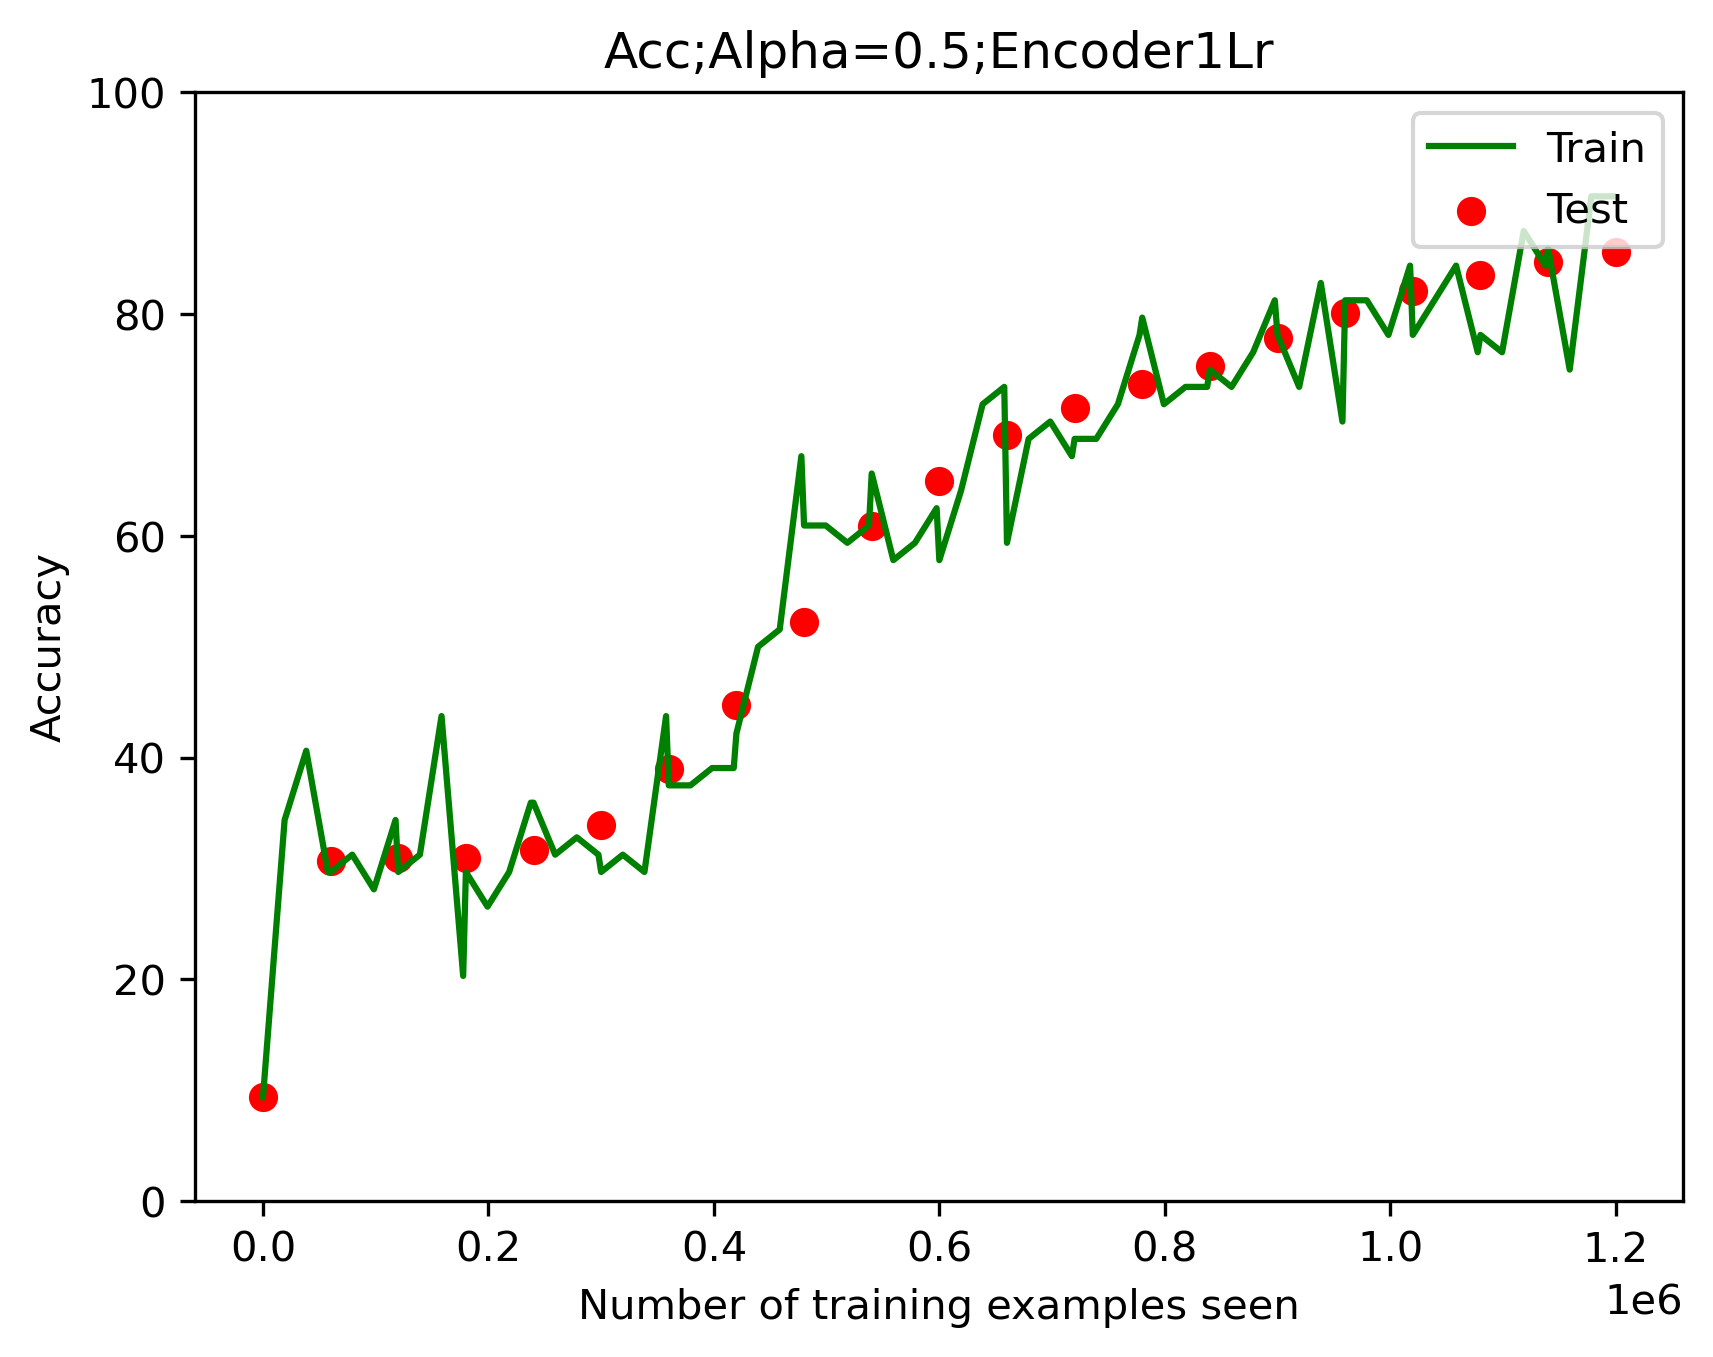 Acc;Alpha=0.5;Encoder1Lr
100
80
60
40
20
0
Accuracy
Train
Test
0.0 0.2 0.4 0.6 0.8 1.0 1.2
1e6
Number of training examples seen